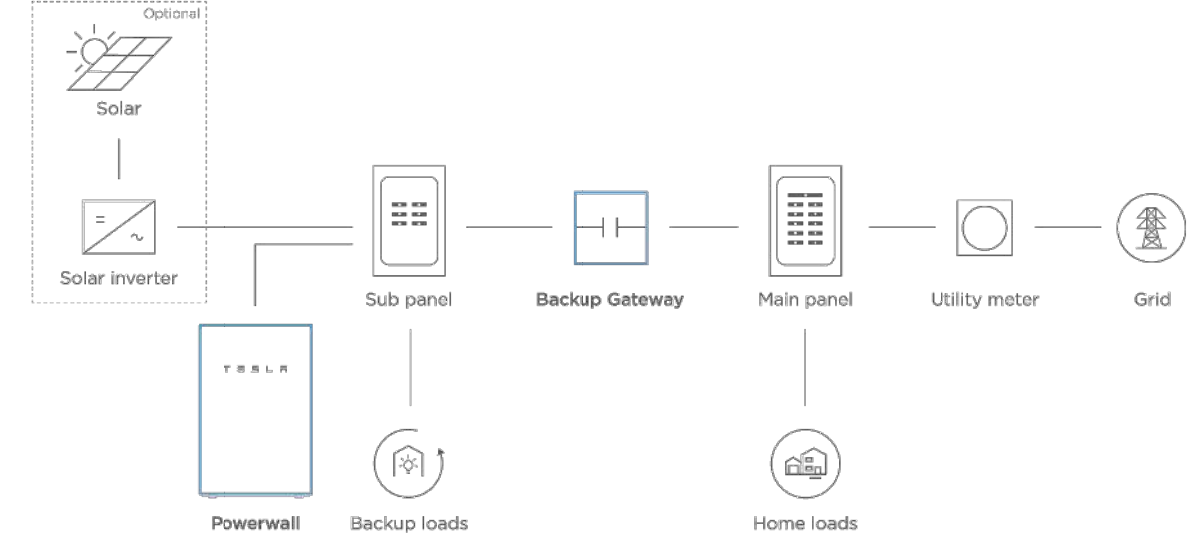 Optional
Solar
Solar inverter
Sub panel
Backup Gateway
Main panel
Utility meter
Grid
TESLA
Powerwall
Backup loads
Home loads